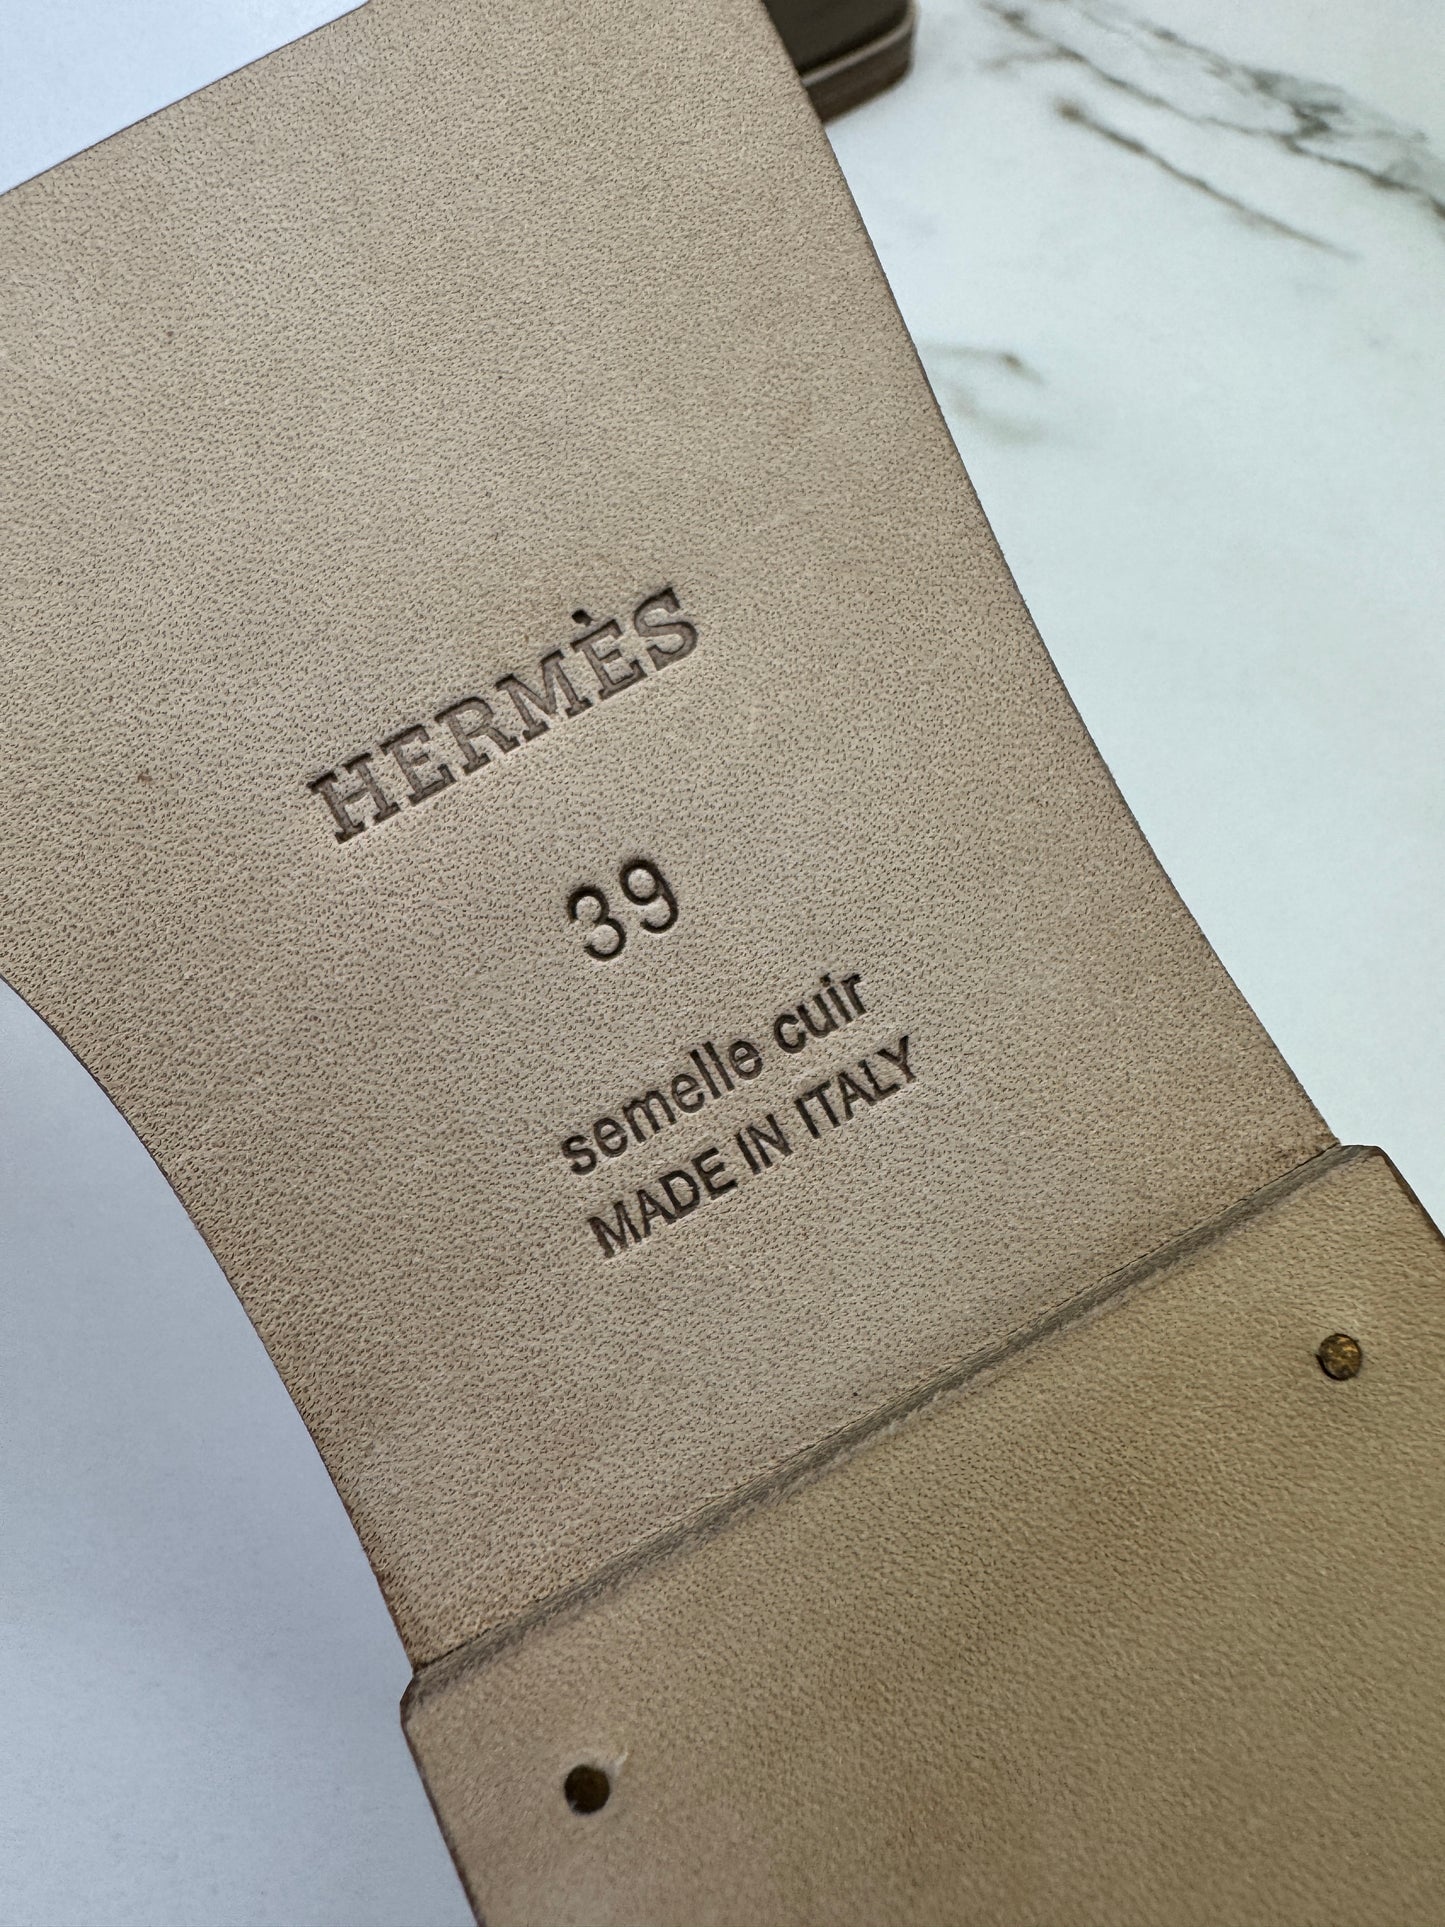 HERMÈS
39
semelle cuir
MADE IN ITALY